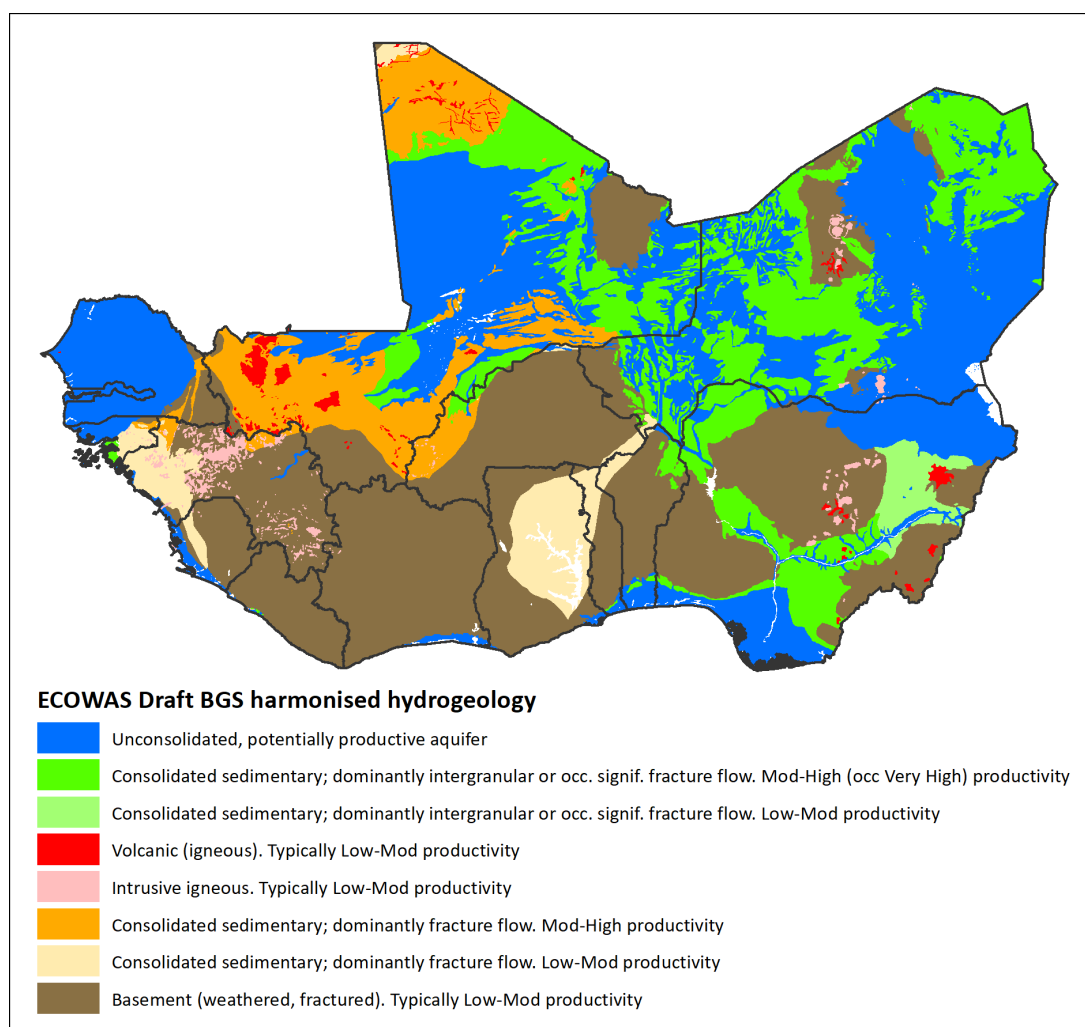 ECOWAS Draft BGS harmonised hydrogeology
Unconsolidated, potentially productive aquifer
Consolidated sedimentary; dominantly intergranular or occ. signif. fracture flow. Mod-High (occ Very High) productivity
Consolidated sedimentary; dominantly intergranular or occ. signif. fracture flow. Low-Mod productivity
Volcanic (igneous). Typically Low-Mod productivity
Intrusive igneous. Typically Low-Mod productivity
Consolidated sedimentary; dominantly fracture flow. Mod-High productivity
Consolidated sedimentary; dominantly fracture flow. Low-Mod productivity
Basement (weathered, fractured). Typically Low-Mod productivity